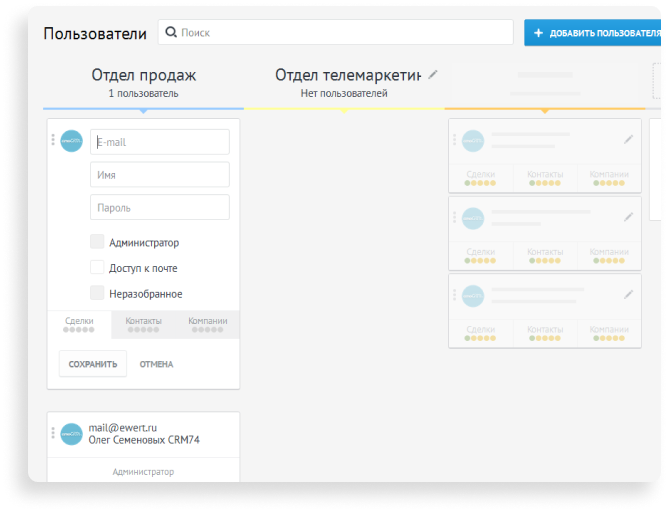 Пользователи
Поиск
ДОБАВИТЬ ПОЛЬЗОВАТЕЛЯ
Отдел продаж
1 пользователь
Отдел телемаркетин
Нет пользователей
E-mail
Имя
Пароль
Администратор
Доступ к почте
Неразобранное
Сделки Контакты Компании
СОХРАНИТЬ ОТМЕНА
mail@ewert.ru
Олег Семеновых CRM74
Администратор
Сделки Контакты Компании
Сделки Контакты Компании
Сделки Контакты Компании